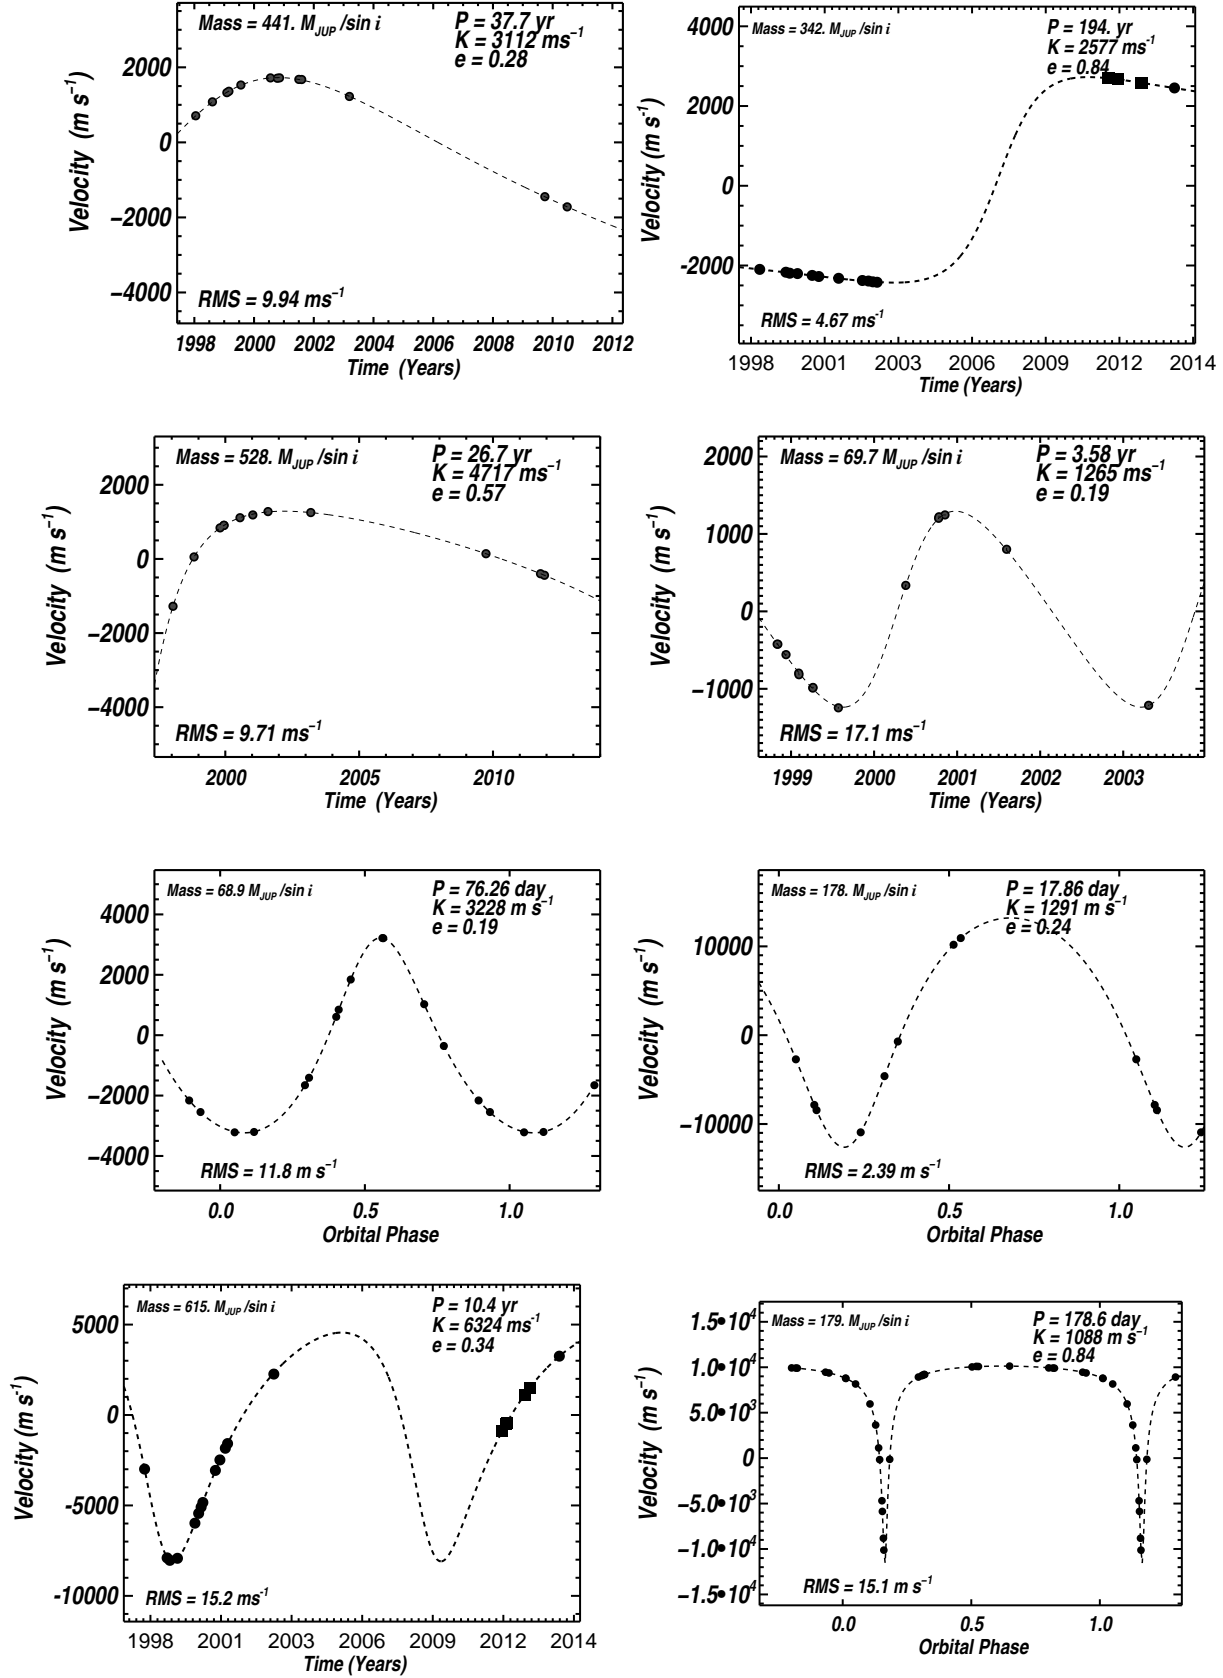 Mass = 441. M_JUP /sin i
P = 37.7 yr
K = 3112 ms⁻¹
e = 0.28
2000
0
−2000
−4000
Velocity (m s⁻¹)
RMS = 9.94 ms⁻¹
1998 2000 2002 2004 2006 2008 2010 2012
Time (Years)
Mass = 342. M_JUP /sin i
P = 194. yr
K = 2577 ms⁻¹
e = 0.84
4000
2000
0
-2000
Velocity (m s⁻¹)
RMS = 4.67 ms⁻¹
1998 2001 2003 2006 2009 2012 2014
Time (Years)
Mass = 528. M_JUP /sin i
P = 26.7 yr
K = 4717 ms⁻¹
e = 0.57
2000
0
−2000
−4000
Velocity (m s⁻¹)
RMS = 9.71 ms⁻¹
2000 2005 2010
Time (Years)
Mass = 69.7 M_JUP /sin i
P = 3.58 yr
K = 1265 ms⁻¹
e = 0.19
2000
1000
0
−1000
Velocity (m s⁻¹)
RMS = 17.1 ms⁻¹
1999 2000 2001 2002 2003
Time (Years)
Mass = 68.9 M_JUP /sin i
P = 76.26 day
K = 3228 m s⁻¹
e = 0.19
4000
2000
0
−2000
−4000
Velocity (m s⁻¹)
RMS = 11.8 m s⁻¹
0.0 0.5 1.0
Orbital Phase
Mass = 178. M_JUP /sin i
P = 17.86 day
K = 1291 m s⁻¹
e = 0.24
10000
0
−10000
Velocity (m s⁻¹)
RMS = 2.39 m s⁻¹
0.0 0.5 1.0
Orbital Phase
Mass = 615. M_JUP /sin i
P = 10.4 yr
K = 6324 ms⁻¹
e = 0.34
5000
0
-5000
-10000
Velocity (m s⁻¹)
RMS = 15.2 ms⁻¹
1998 2001 2003 2006 2009 2012 2014
Time (Years)
Mass = 179. M_JUP /sin i
P = 178.6 day
K = 1088 m s⁻¹
e = 0.84
1.5•10⁴
1.0•10⁴
5.0•10³
0
−5.0•10³
−1.0•10⁴
−1.5•10⁴
Velocity (m s⁻¹)
RMS = 15.1 m s⁻¹
0.0 0.5 1.0
Orbital Phase